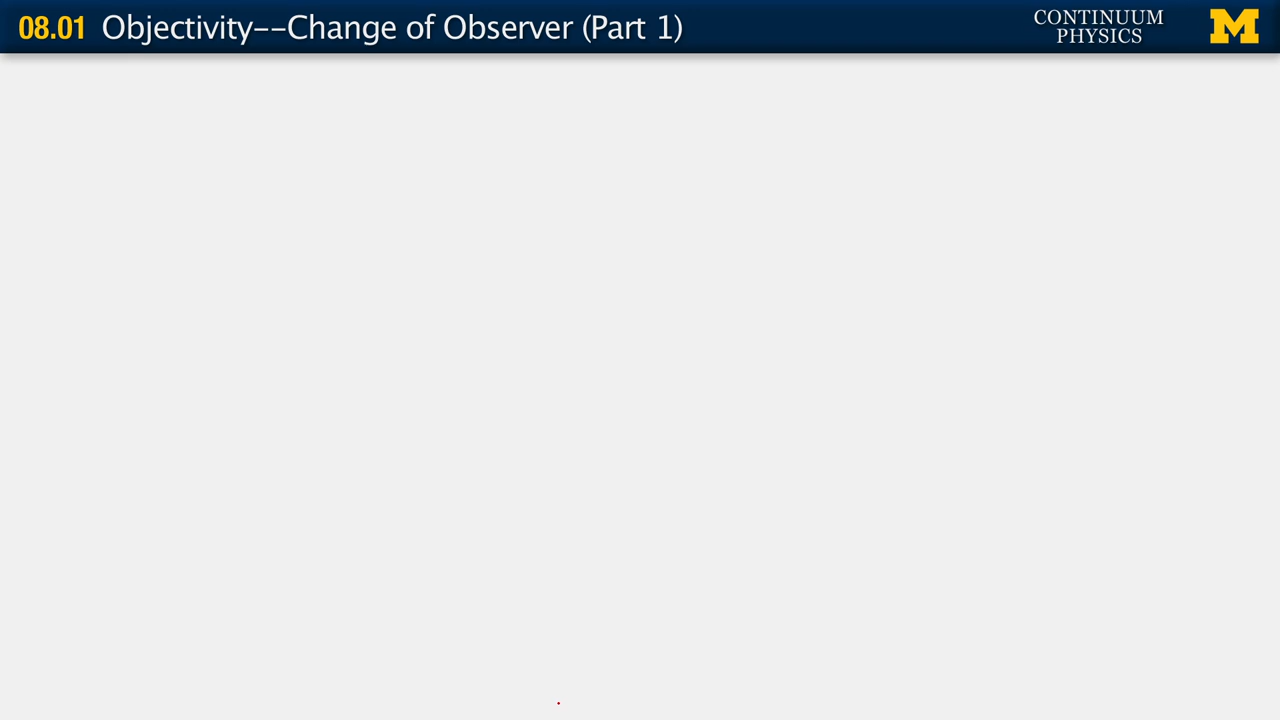 08.01 Objectivity--Change of Observer (Part 1)
CONTINUUM
PHYSICS
M